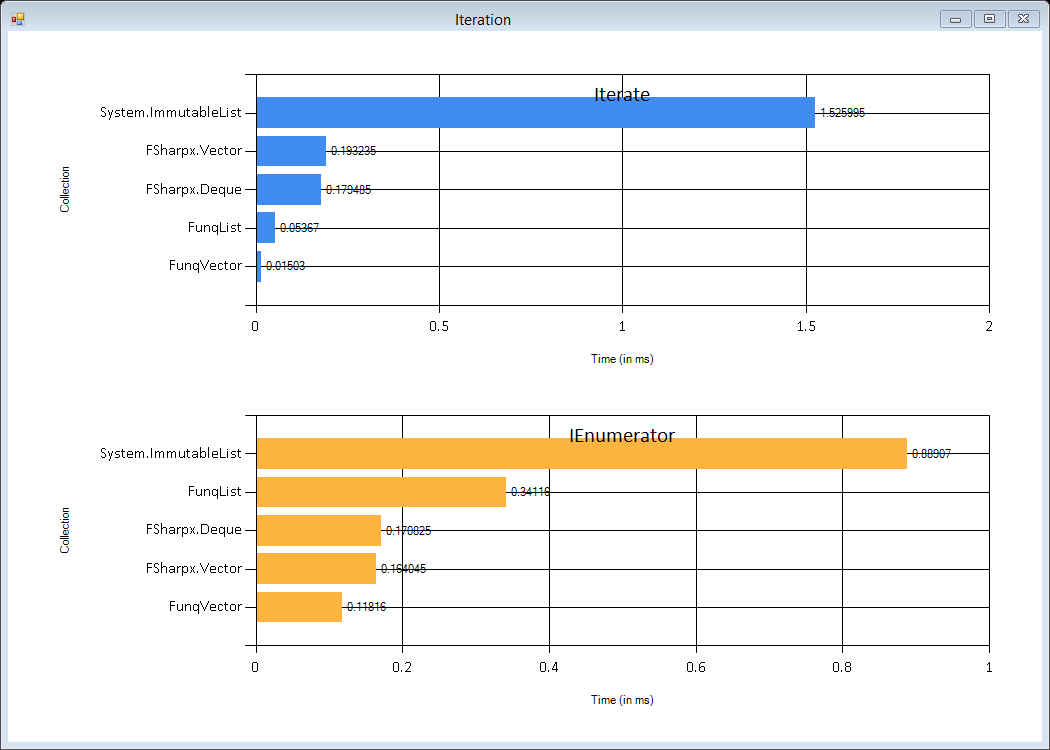 Iteration
Iterate
System.ImmutableList 1.525995
FSharpx.Vector 0.193235
FSharpx.Deque 0.179485
FunqList 0.05367
FunqVector 0.01503
Collection
0 0.5 1 1.5 2
Time (in ms)
IEnumerator
System.ImmutableList 0.88907
FunqList 0.34116
FSharpx.Deque 0.170825
FSharpx.Vector 0.164045
FunqVector 0.11816
Collection
0 0.2 0.4 0.6 0.8 1
Time (in ms)